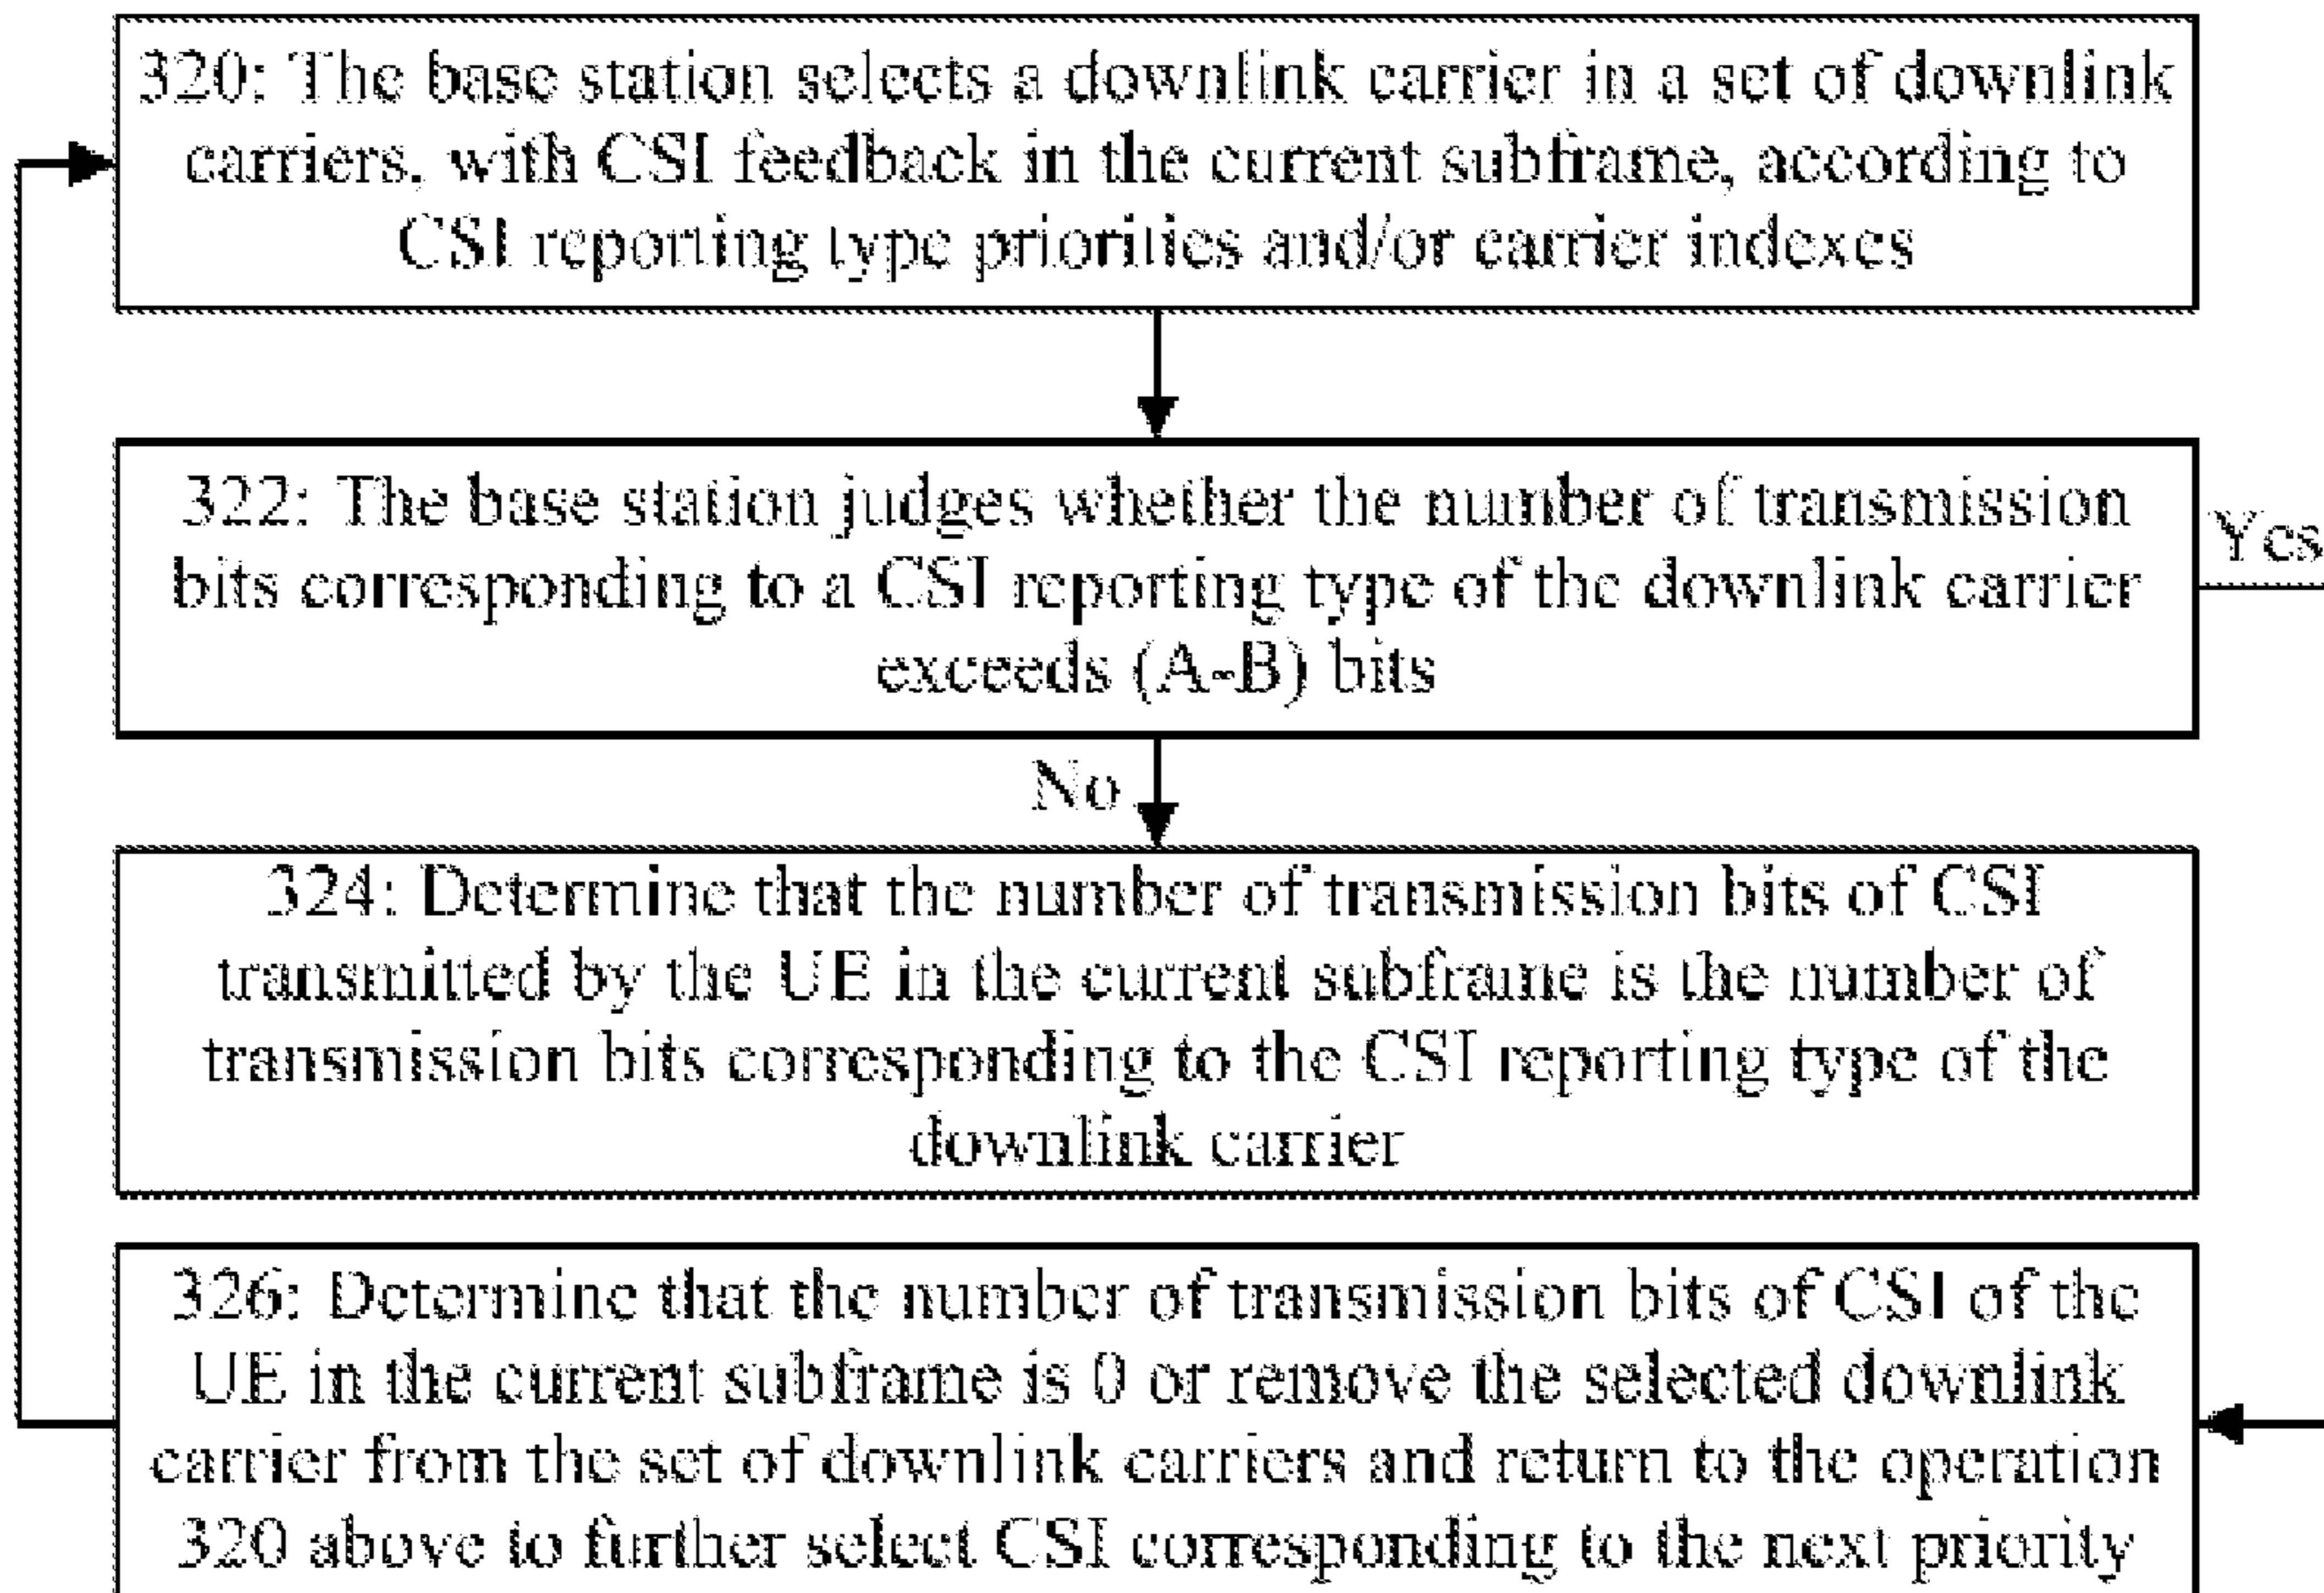 320: The base station selects a downlink carrier in a set of downlink
carriers, with CSI feedback in the current subframe, according to
CSI reporting type priorities and/or carrier indexes
322: The base station judges whether the number of transmission
bits corresponding to a CSI reporting type of the downlink carrier
exceeds (A-B) bits
Yes
No
324: Determine that the number of transmission bits of CSI
transmitted by the UE in the current subframe is the number of
transmission bits corresponding to the CSI reporting type of the
downlink carrier
326: Determine that the number of transmission bits of CSI of the
UE in the current subframe is 0 or remove the selected downlink
carrier from the set of downlink carriers and return to the operation
320 above to further select CSI corresponding to the next priority